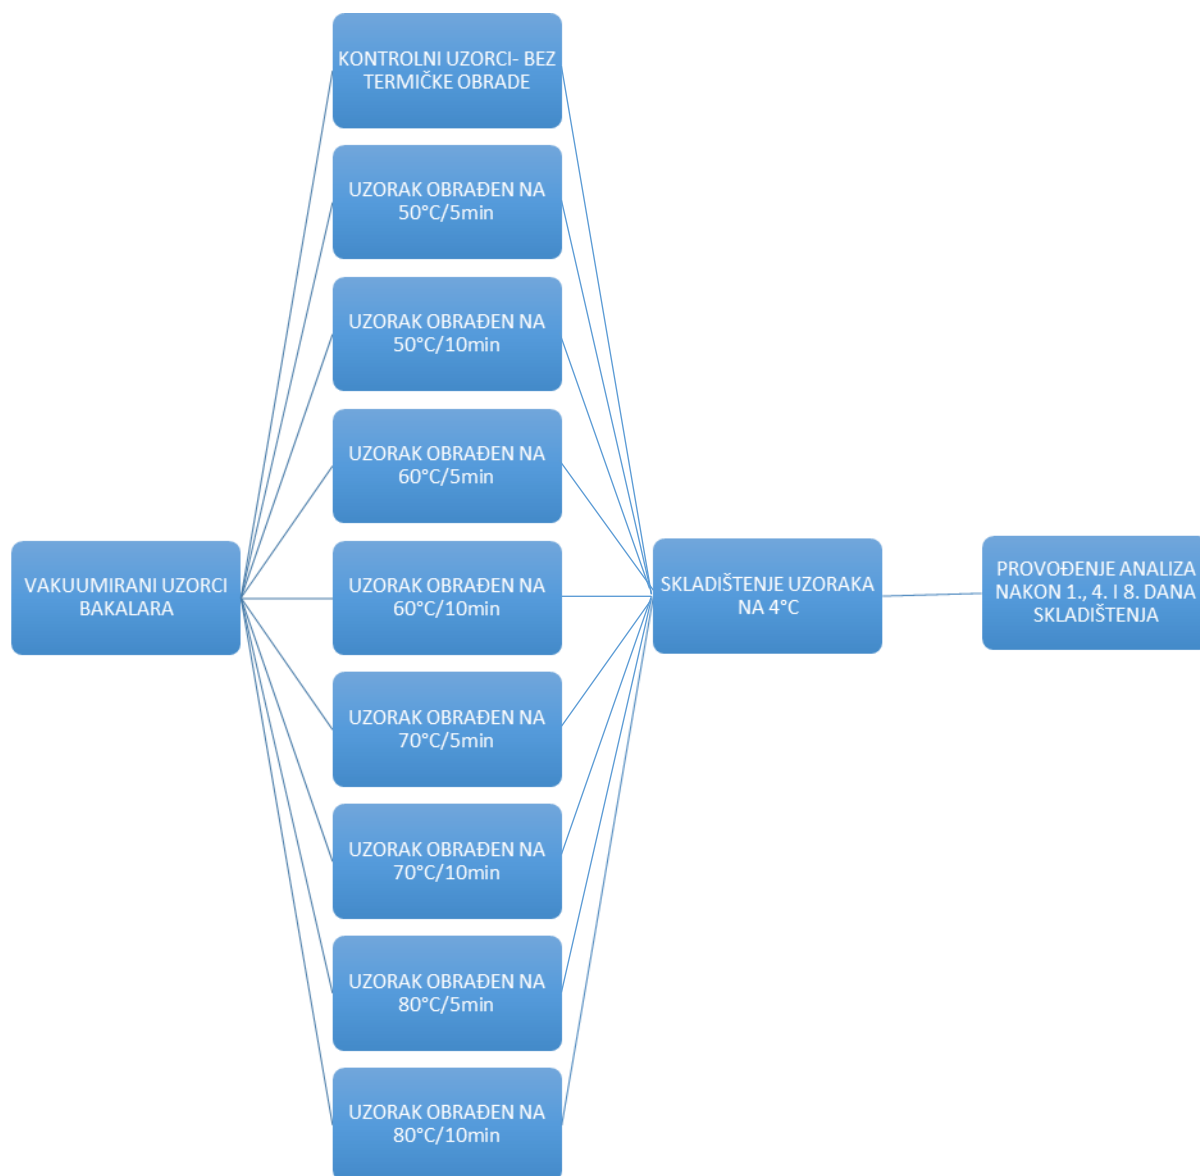 KONTROLNI UZORCI- BEZ
TERMIČKE OBRADE
UZORAK OBRAĐEN NA
50°C/5min
UZORAK OBRAĐEN NA
50°C/10min
UZORAK OBRAĐEN NA
60°C/5min
VAKUUMIRANI UZORCI
BAKALARA
UZORAK OBRAĐEN NA
60°C/10min
SKLADIŠTENJE UZORAKA
NA 4°C
PROVOĐENJE ANALIZA
NAKON 1., 4. I 8. DANA
SKLADIŠTENJA
UZORAK OBRAĐEN NA
70°C/5min
UZORAK OBRAĐEN NA
70°C/10min
UZORAK OBRAĐEN NA
80°C/5min
UZORAK OBRAĐEN NA
80°C/10min